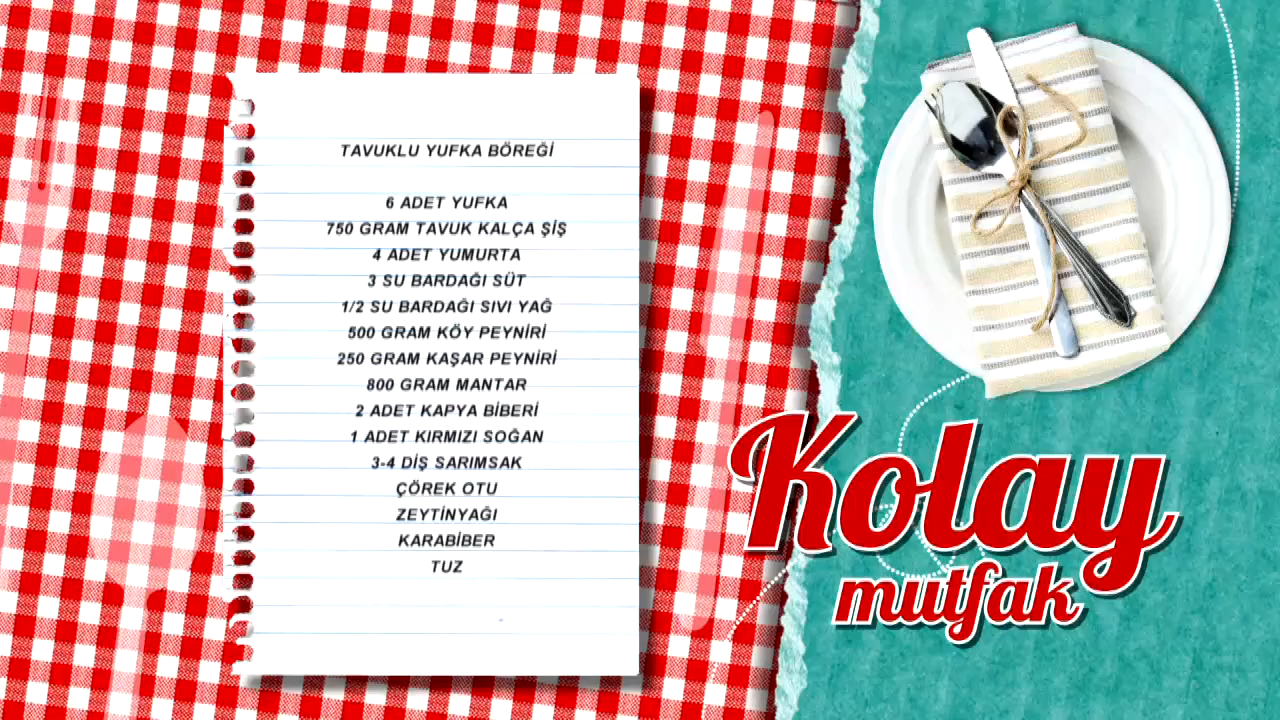 TAVUKLU YUFKA BÖREĞİ
6 ADET YUFKA
750 GRAM TAVUK KALÇA ŞİŞ
4 ADET YUMURTA
3 SU BARDAĞI SÜT
1/2 SU BARDAĞI SIVI YAĞ
500 GRAM KÖY PEYNİRİ
250 GRAM KAŞAR PEYNİRİ
800 GRAM MANTAR
2 ADET KAPYA BİBERİ
1 ADET KIRMIZI SOĞAN
3-4 DİŞ SARIMSAK
ÇÖREK OTU
ZEYTİNYAĞI
KARABİBER
TUZ
Kolay
mutfak